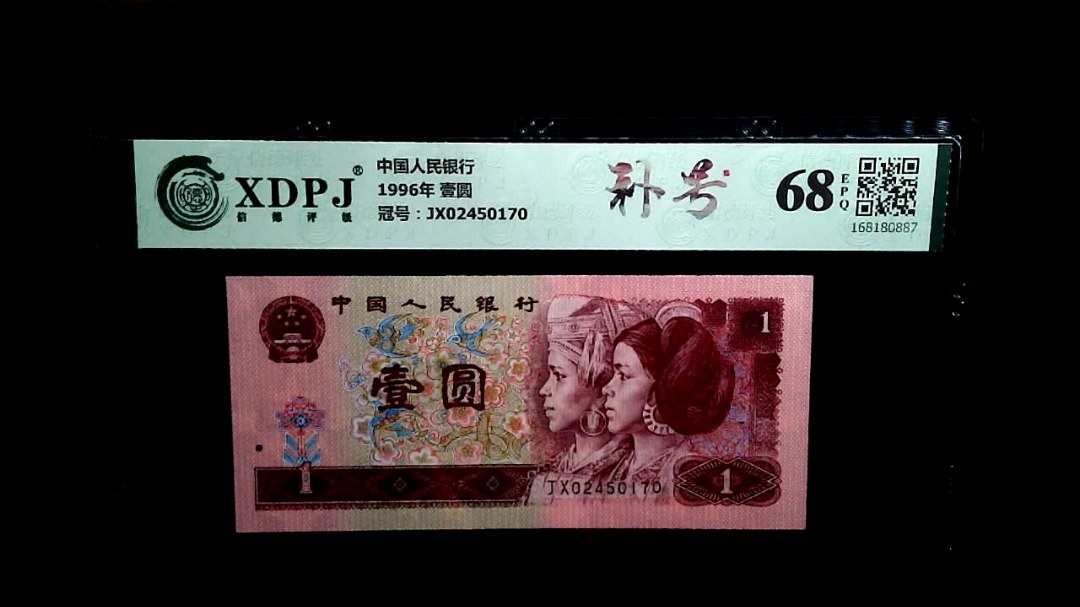 XDPJ®
信德评级
中国人民银行
1996年 壹圆
冠号：JX02450170
补号
68
EPQ
168180887
中国人民银行
1
壹圆
1
JX02450170
1